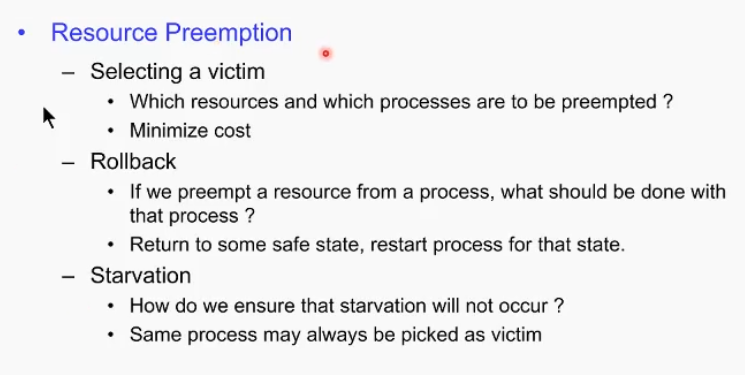 • Resource Preemption
– Selecting a victim
• Which resources and which processes are to be preempted ?
• Minimize cost
– Rollback
• If we preempt a resource from a process, what should be done with
that process ?
• Return to some safe state, restart process for that state.
– Starvation
• How do we ensure that starvation will not occur ?
• Same process may always be picked as victim